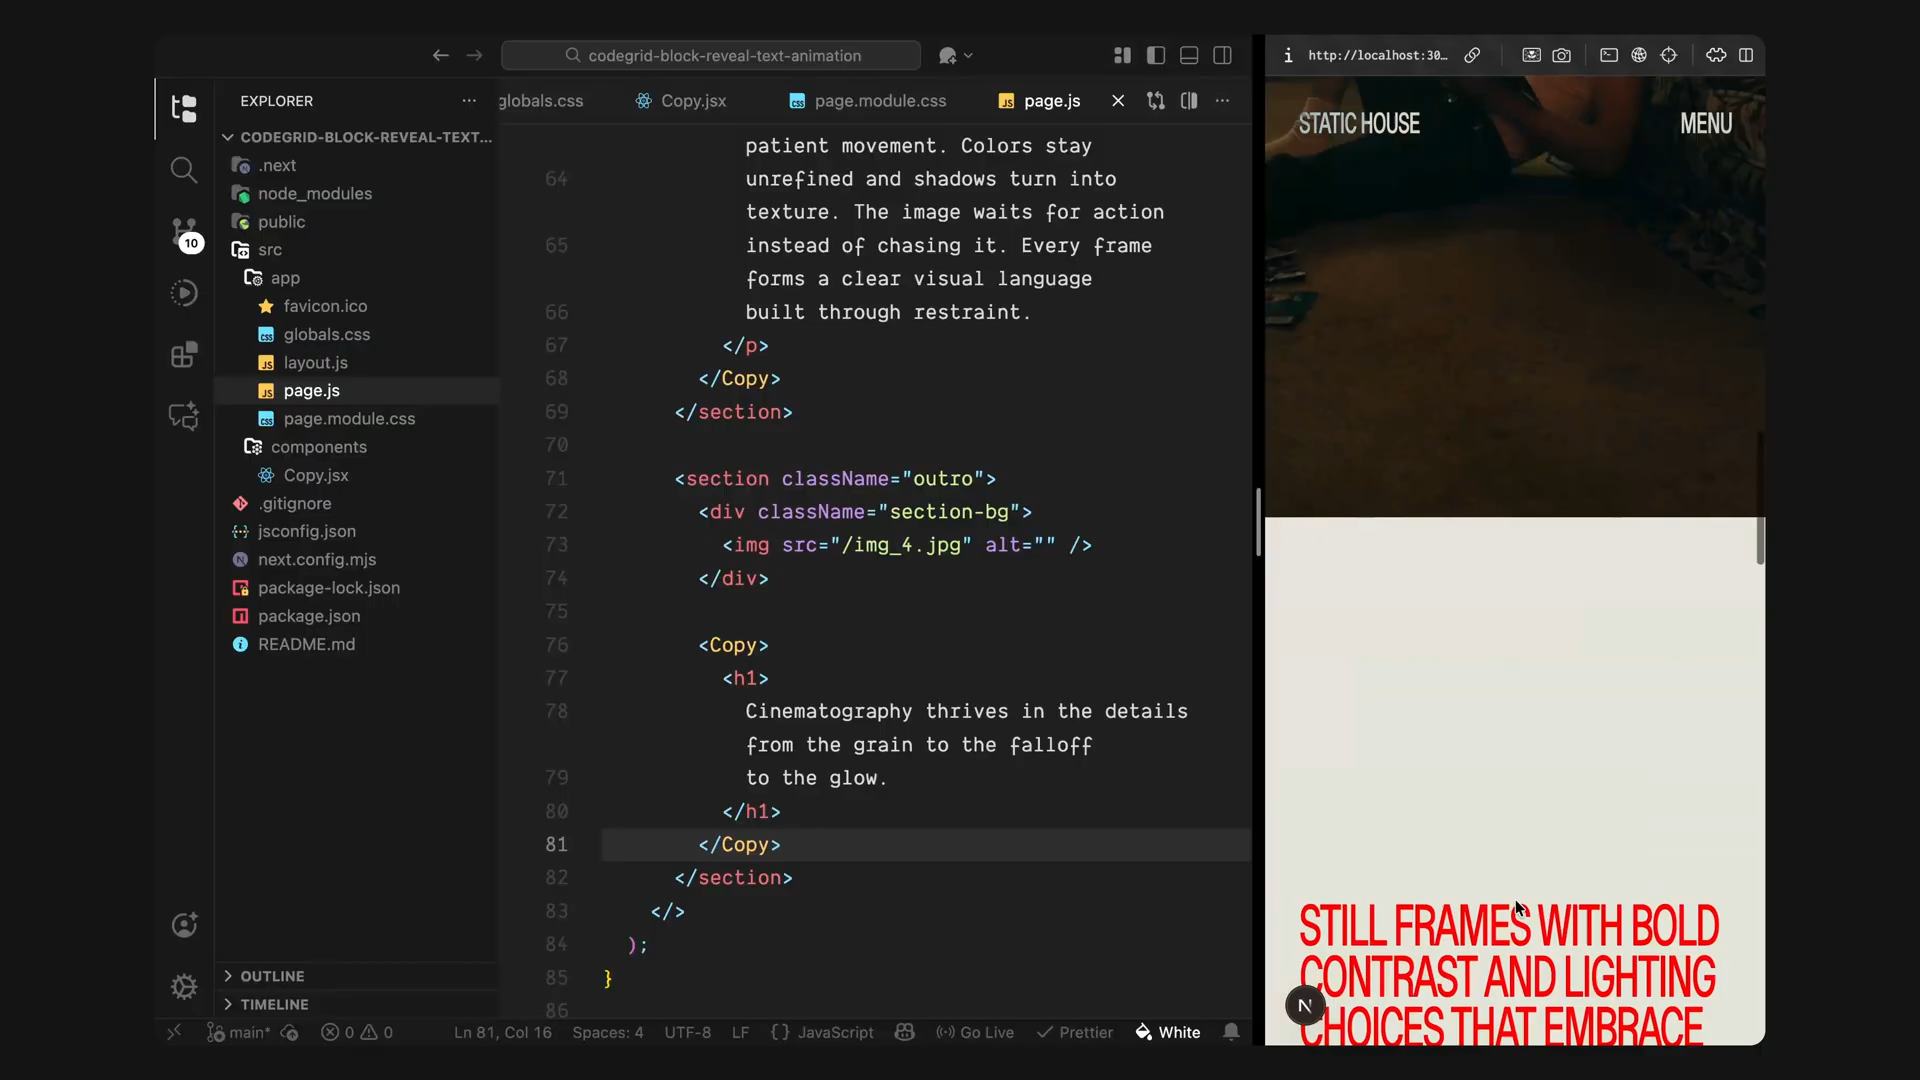 codegrid-block-reveal-text-animation
http://localhost:30…
EXPLORER
globals.css
Copy.jsx
page.module.css
page.js
CODEGRID-BLOCK-REVEAL-TEXT...
.next
node_modules
public
src
app
favicon.ico
globals.css
layout.js
page.js
page.module.css
components
Copy.jsx
.gitignore
jsconfig.json
next.config.mjs
package-lock.json
package.json
README.md
OUTLINE
TIMELINE
10
patient movement. Colors stay
64 unrefined and shadows turn into
texture. The image waits for action
65 instead of chasing it. Every frame
forms a clear visual language
66 built through restraint.
67 </p>
68 </Copy>
69 </section>
70
71 <section className="outro">
72 <div className="section-bg">
73 <img src="/img_4.jpg" alt="" />
74 </div>
75
76 <Copy>
77 <h1>
78 Cinematography thrives in the details
from the grain to the falloff
79 to the glow.
80 </h1>
81 </Copy>
82 </section>
83 </>
84 );
85 }
86
STATIC HOUSE
MENU
STILL FRAMES WITH BOLD
CONTRAST AND LIGHTING
CHOICES THAT EMBRACE
N
main*
0
0
Ln 81, Col 16
Spaces: 4
UTF-8
LF
{} JavaScript
Go Live
Prettier
White